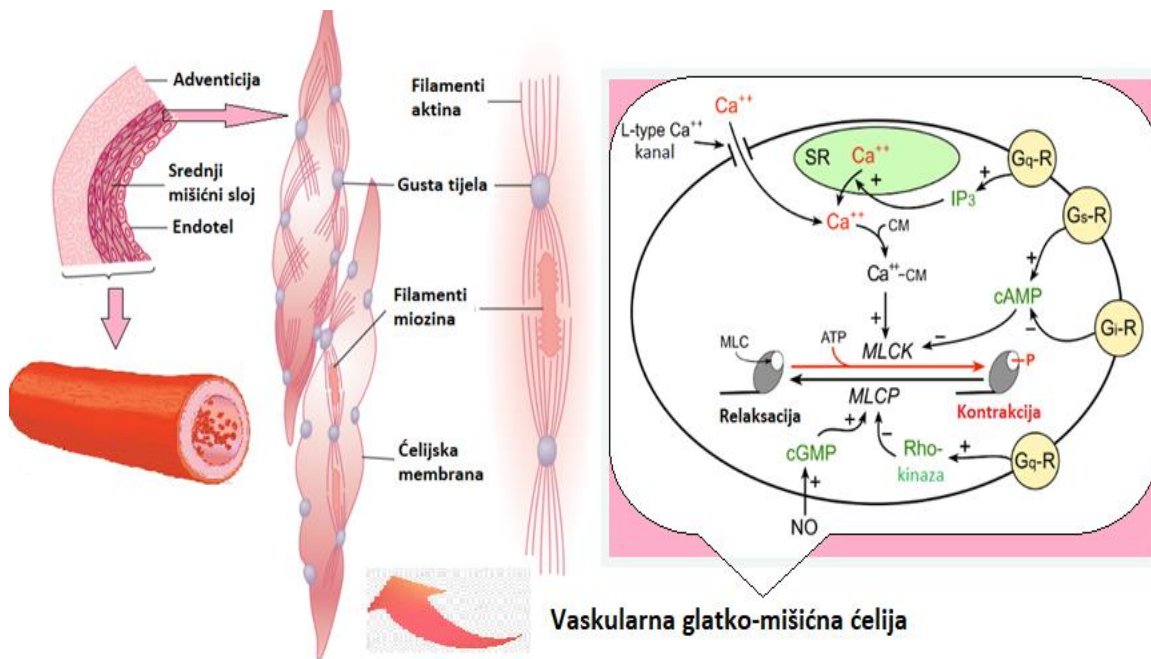 Adventicija
Srednji
mišićni sloj
Endotel
Filamenti
aktina
Gusta tijela
Filamenti
miozina
Ćelijska
membrana
Ca⁺⁺
L-type Ca⁺⁺
kanal
SR
Ca⁺⁺
+
Gq-R
+
IP₃
Gs-R
Ca⁺⁺
CM
Ca⁺⁺-CM
+
cAMP
+
Gi-R
−
−
MLC
ATP
MLCK
-P
Relaksacija
MLCP
Kontrakcija
+
−
cGMP
Rho-
kinaza
+
Gq-R
+
NO
Vaskularna glatko-mišićna ćelija